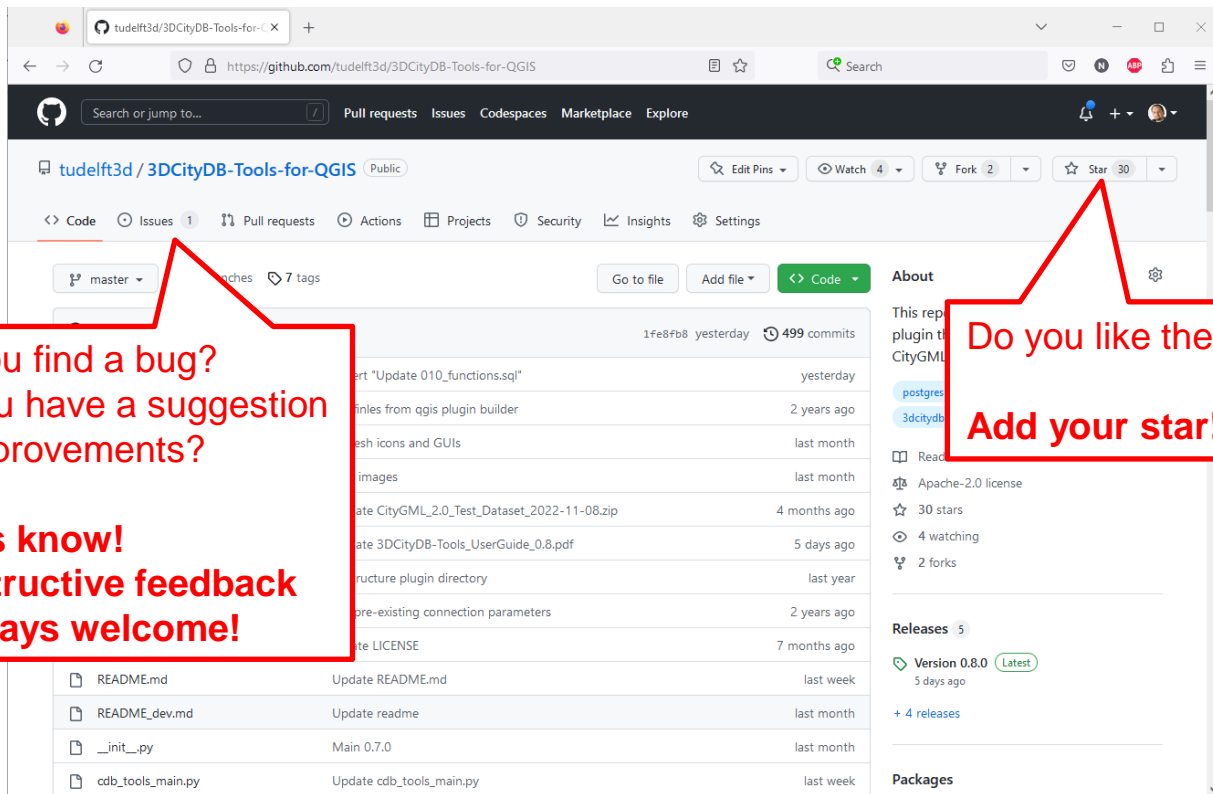 tudelft3d/3DCityDB-Tools-for-
https://github.com/tudelft3d/3DCityDB-Tools-for-QGIS
Search
N
ABP
Search or jump to...
/
Pull requests Issues Codespaces Marketplace Explore
tudelft3d / 3DCityDB-Tools-for-QGIS Public
Edit Pins
Watch 4
Fork 2
Star 30
<> Code
Issues 1
Pull requests
Actions
Projects
Security
Insights
Settings
master
nches
7 tags
Go to file
Add file
<> Code
1fe8fb8 yesterday 499 commits
ert "Update 010_functions.sql" yesterday
finles from qgis plugin builder 2 years ago
esh icons and GUIs last month
images last month
ate CityGML_2.0_Test_Dataset_2022-11-08.zip 4 months ago
ate 3DCityDB-Tools_UserGuide_0.8.pdf 5 days ago
ructure plugin directory last year
pre-existing connection parameters 2 years ago
te LICENSE 7 months ago
README.md Update README.md last week
README_dev.md Update readme last month
__init__.py Main 0.7.0 last month
cdb_tools_main.py Update cdb_tools_main.py last week
u find a bug?
u have a suggestion
provements?
s know!
tructive feedback
ays welcome!
About
This rep
plugin th
CityGML
postgres
3dcitydb
Do you like the
Add your star!
Read
Apache-2.0 license
30 stars
4 watching
2 forks
Releases 5
Version 0.8.0 Latest
5 days ago
+ 4 releases
Packages